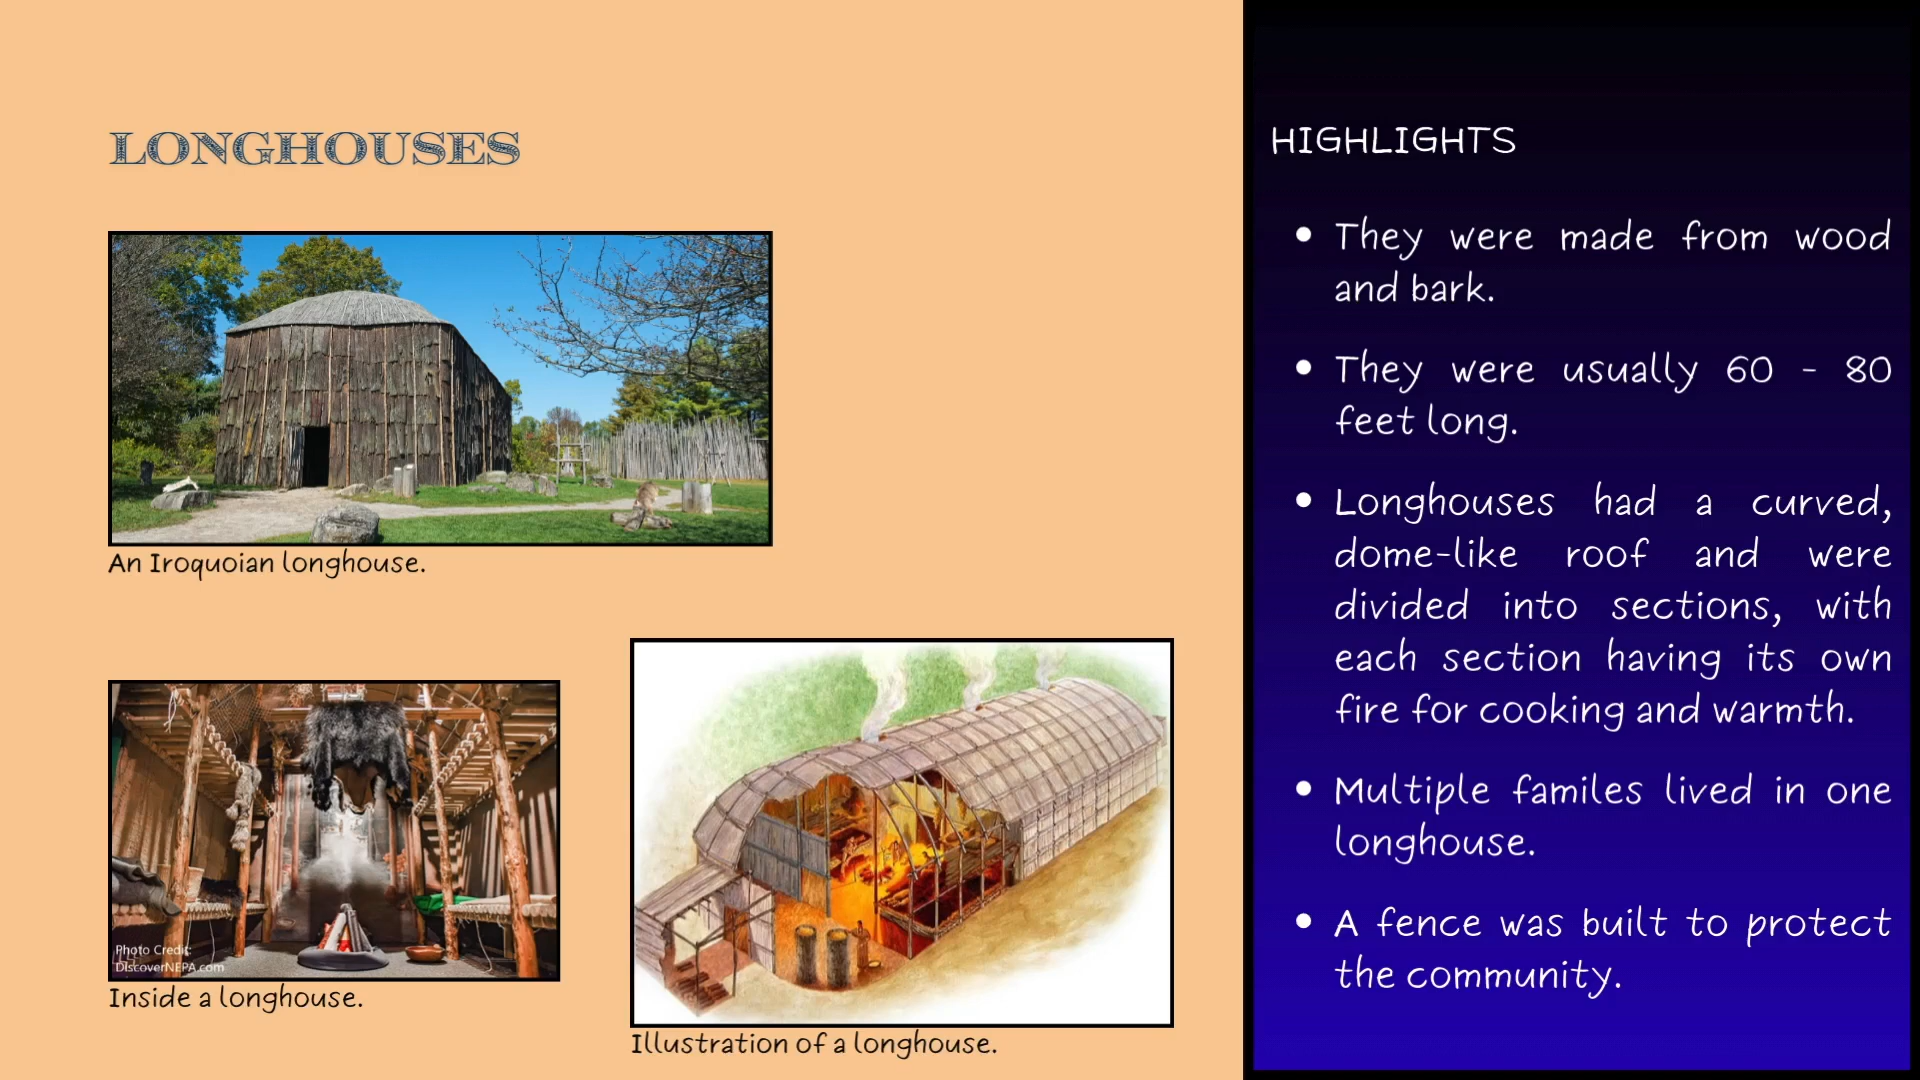 LONGHOUSES
An Iroquoian longhouse.
Photo Credit:
DiscoverNEPA.com
Inside a longhouse.
Illustration of a longhouse.
HIGHLIGHTS
• They were made from wood
and bark.
• They were usually 60 - 80
feet long.
• Longhouses had a curved,
dome-like roof and were
divided into sections, with
each section having its own
fire for cooking and warmth.
• Multiple familes lived in one
longhouse.
• A fence was built to protect
the community.